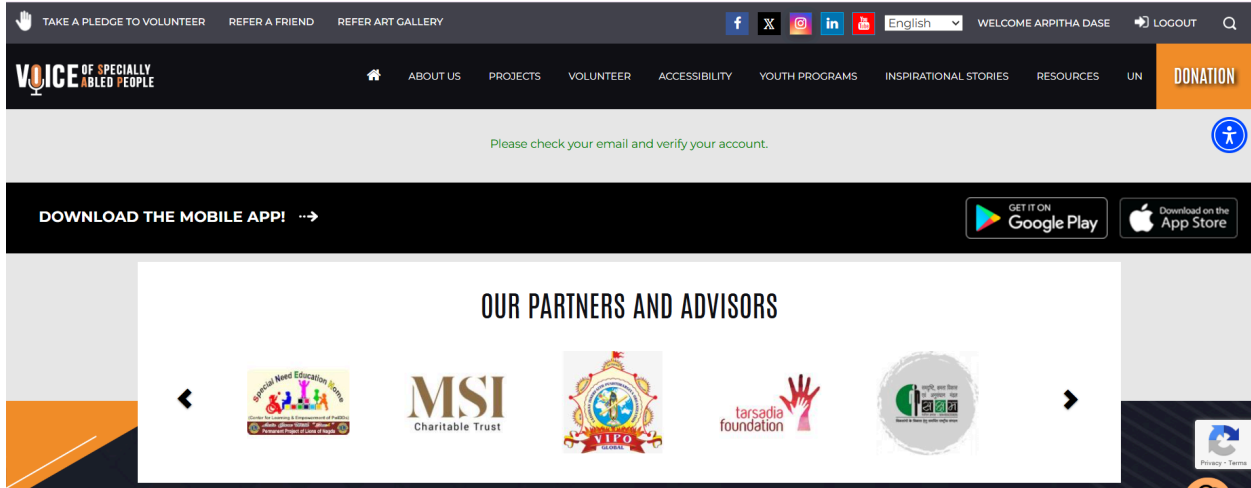 TAKE A PLEDGE TO VOLUNTEER REFER A FRIEND REFER ART GALLERY English WELCOME ARPITHA DASE LOGOUT
VOICE OF SPECIALLY ABLED PEOPLE
ABOUT US PROJECTS VOLUNTEER ACCESSIBILITY YOUTH PROGRAMS INSPIRATIONAL STORIES RESOURCES UN DONATION
Please check your email and verify your account.
DOWNLOAD THE MOBILE APP!
GET IT ON
Google Play
Download on the
App Store
OUR PARTNERS AND ADVISORS
Special Need Education Home
MSI
Charitable Trust
VIPO
GLOBAL
tarsadia
foundation
Privacy - Terms